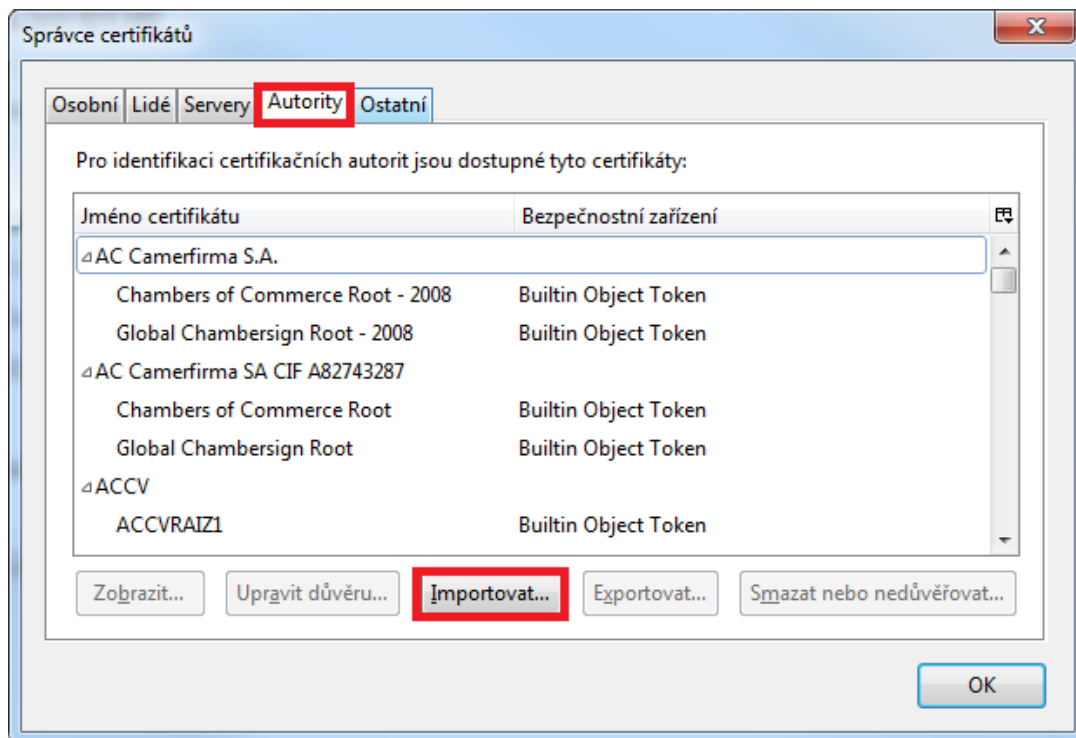 Správce certifikátů
Osobní Lidé Servery Autority Ostatní
Pro identifikaci certifikačních autorit jsou dostupné tyto certifikáty:
Jméno certifikátu Bezpečnostní zařízení
AC Camerfirma S.A.
Chambers of Commerce Root - 2008 Builtin Object Token
Global Chambersign Root - 2008 Builtin Object Token
AC Camerfirma SA CIF A82743287
Chambers of Commerce Root Builtin Object Token
Global Chambersign Root Builtin Object Token
ACCV
ACCVRAIZ1 Builtin Object Token
Zobrazit... Upravit důvěru... Importovat... Exportovat... Smazat nebo nedůvěřovat...
OK